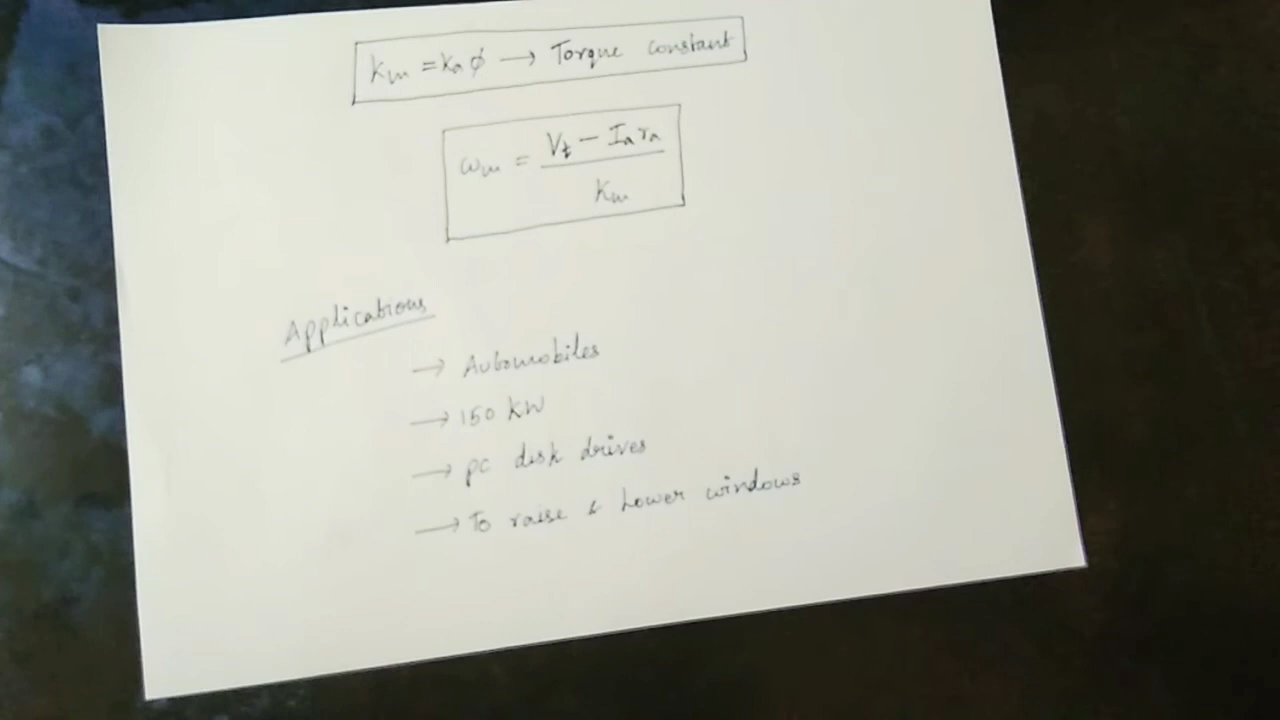 Km = Ka ϕ → Torque constant
ωm = (Vt − Ia ra) / Km
Applications
→ Automobiles
→ 150 KW
→ pc disk drives
→ To raise & Lower windows